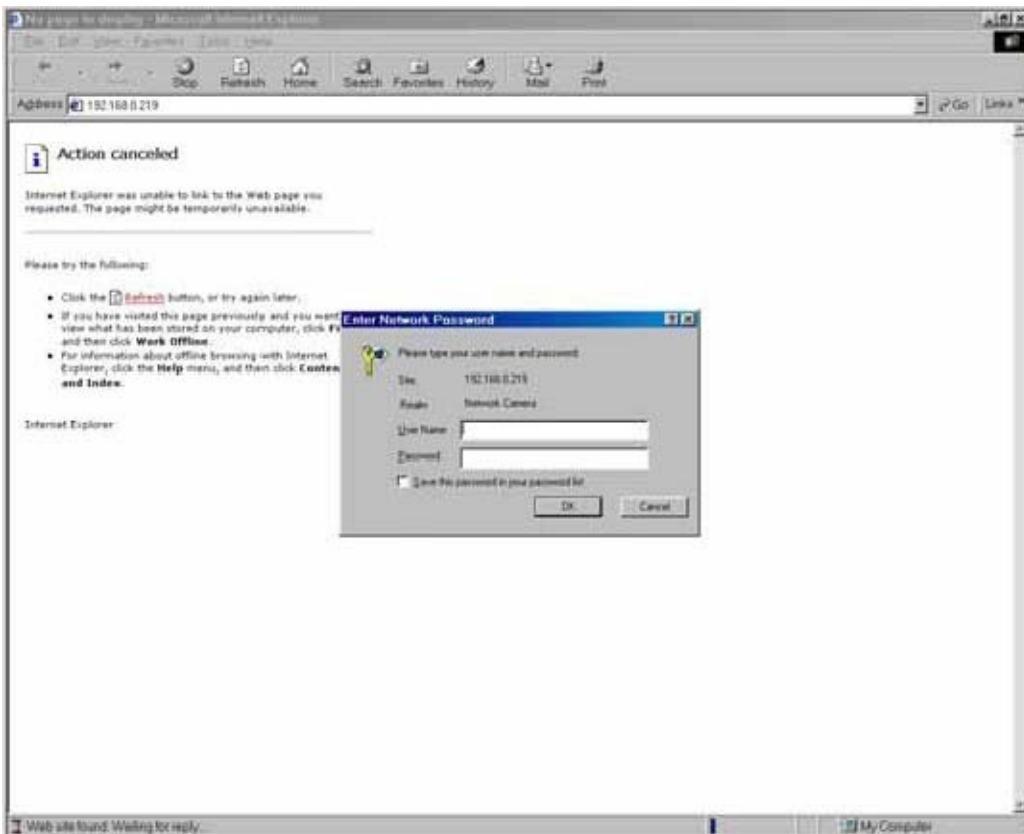 No page to display - Microsoft Internet Explorer
File Edit View Favorites Tools Help
Stop Refresh Home Search Favorites History Mail Print
Address 192.168.0.219 Go Links
Action canceled
Internet Explorer was unable to link to the Web page you
requested. The page might be temporarily unavailable.
Please try the following:
Click the Refresh button, or try again later.
If you have visited this page previously and you want
view what has been stored on your computer, click
and then click Work Offline.
For information about offline browsing with Internet
Explorer, click the Help menu, and then click
and Index.
Internet Explorer
Enter Network Password
Please type your user name and password.
Site: 192.168.0.219
Realm Network Camera
User Name
Password
Save this password in your password list
OK Cancel
Web site found. Waiting for reply...
My Computer